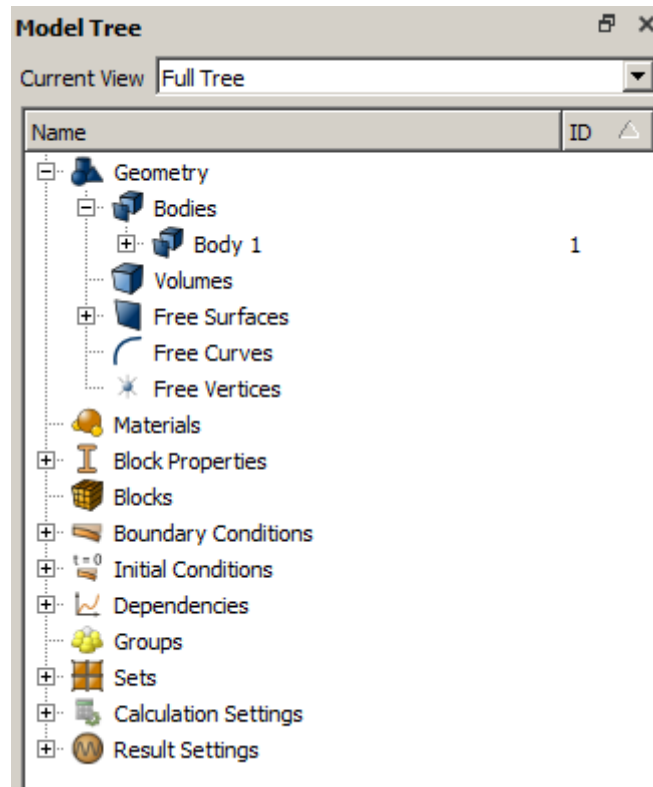 Model Tree
Current View Full Tree
Name ID
Geometry
Bodies
Body 1 1
Volumes
Free Surfaces
Free Curves
Free Vertices
Materials
Block Properties
Blocks
Boundary Conditions
t=0 Initial Conditions
Dependencies
Groups
Sets
Calculation Settings
Result Settings